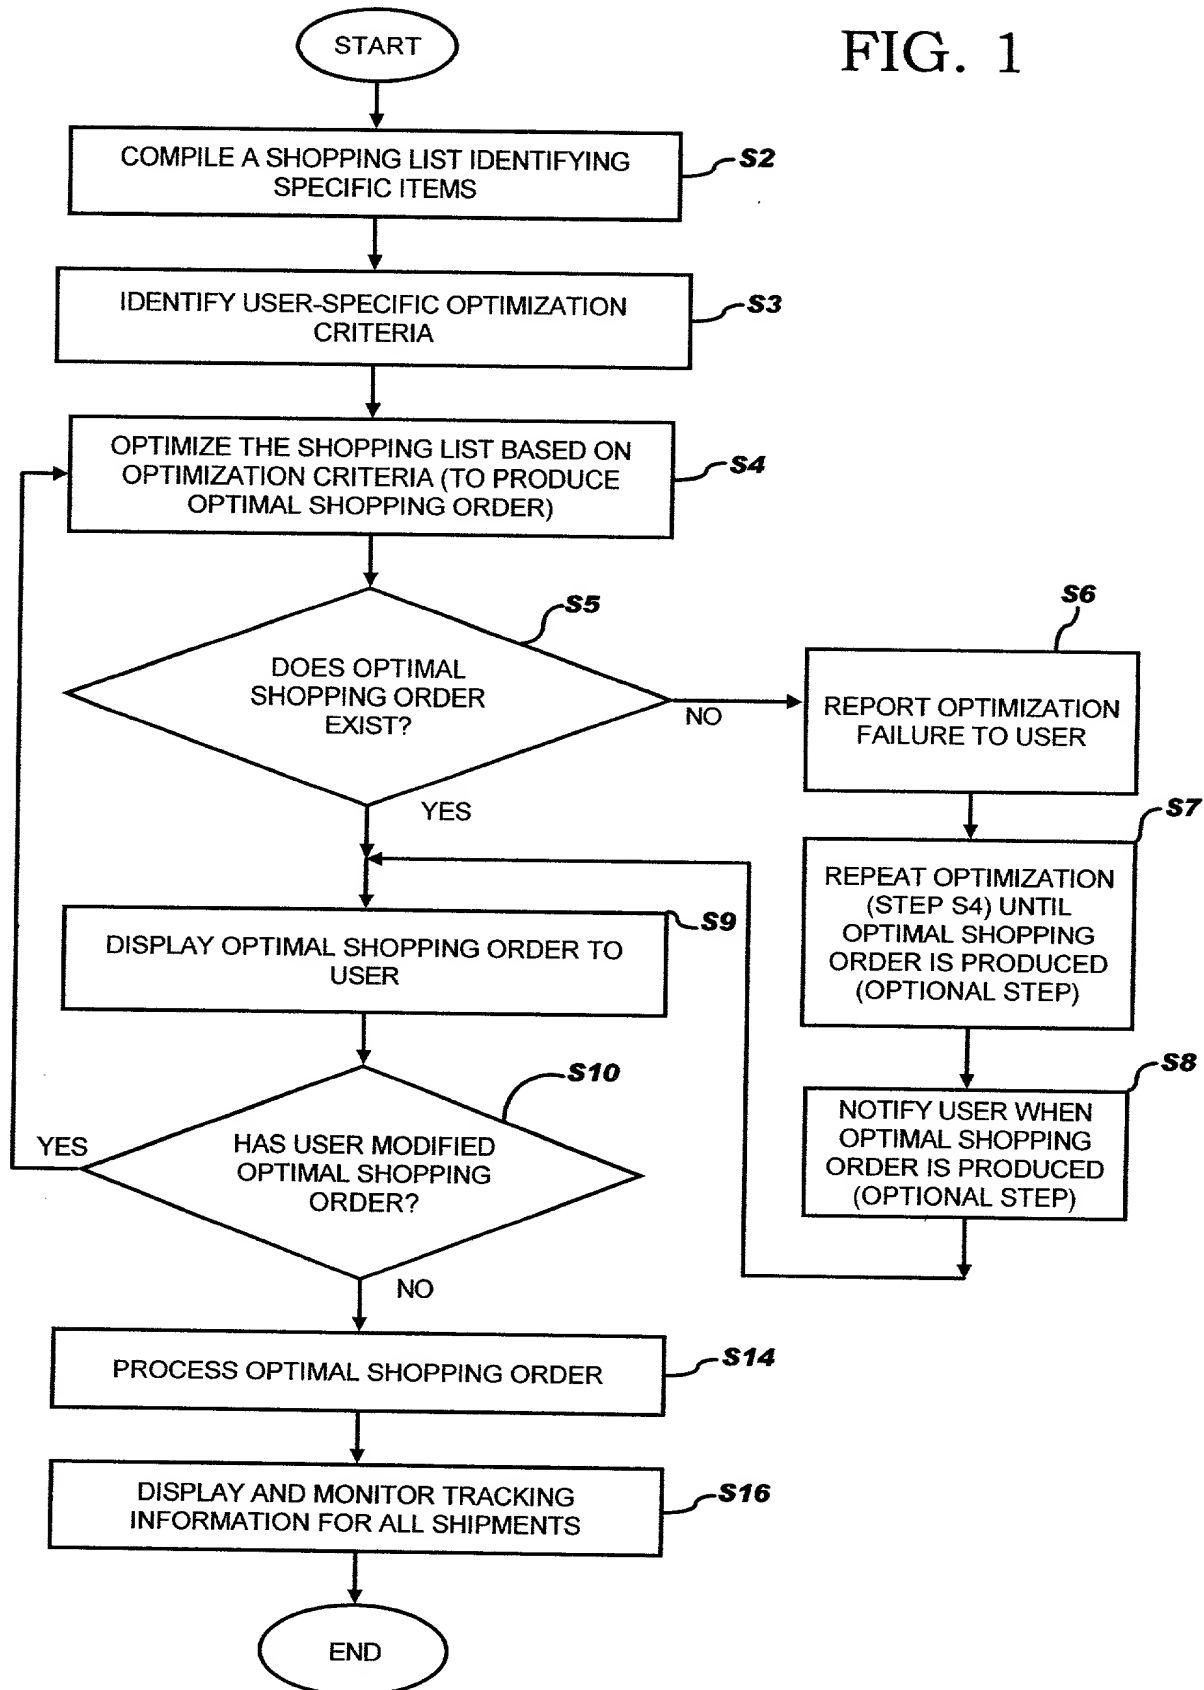 FIG. 1
START
COMPILE A SHOPPING LIST IDENTIFYING
SPECIFIC ITEMS
S2
IDENTIFY USER-SPECIFIC OPTIMIZATION
CRITERIA
S3
OPTIMIZE THE SHOPPING LIST BASED ON
OPTIMIZATION CRITERIA (TO PRODUCE
OPTIMAL SHOPPING ORDER)
S4
DOES OPTIMAL
SHOPPING ORDER
EXIST?
S5
NO
YES
S6
REPORT OPTIMIZATION
FAILURE TO USER
S7
REPEAT OPTIMIZATION
(STEP S4) UNTIL
OPTIMAL SHOPPING
ORDER IS PRODUCED
(OPTIONAL STEP)
S8
NOTIFY USER WHEN
OPTIMAL SHOPPING
ORDER IS PRODUCED
(OPTIONAL STEP)
DISPLAY OPTIMAL SHOPPING ORDER TO
USER
S9
HAS USER MODIFIED
OPTIMAL SHOPPING
ORDER?
S10
YES
NO
PROCESS OPTIMAL SHOPPING ORDER
S14
DISPLAY AND MONITOR TRACKING
INFORMATION FOR ALL SHIPMENTS
S16
END